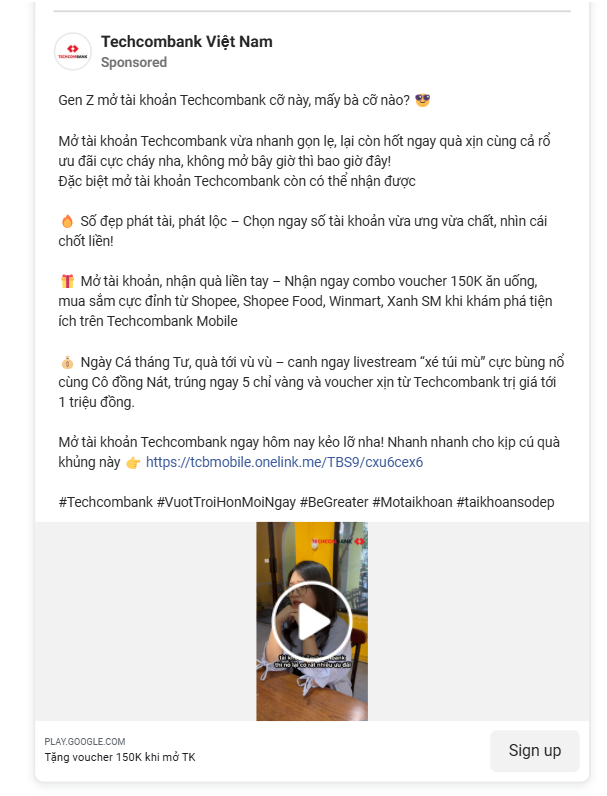 Techcombank Việt Nam
TECHCOMBANK
Sponsored
Gen Z mở tài khoản Techcombank cỡ này, mấy bà cỡ nào? 😎
Mở tài khoản Techcombank vừa nhanh gọn lẹ, lại còn hốt ngay quà xịn cùng cả rổ
ưu đãi cực cháy nha, không mở bây giờ thì bao giờ đây!
Đặc biệt mở tài khoản Techcombank còn có thể nhận được
🔥 Số đẹp phát tài, phát lộc – Chọn ngay số tài khoản vừa ưng vừa chất, nhìn cái
chốt liền!
🎁 Mở tài khoản, nhận quà liền tay – Nhận ngay combo voucher 150K ăn uống,
mua sắm cực đỉnh từ Shopee, Shopee Food, Winmart, Xanh SM khi khám phá tiện
ích trên Techcombank Mobile
💰 Ngày Cá tháng Tư, quà tới vù vù – canh ngay livestream “xé túi mù” cực bùng nổ
cùng Cô đồng Nát, trúng ngay 5 chỉ vàng và voucher xịn từ Techcombank trị giá tới
1 triệu đồng.
Mở tài khoản Techcombank ngay hôm nay kẻo lỡ nha! Nhanh nhanh cho kịp cú quà
khủng này 👉 https://tcbmobile.onelink.me/TBS9/cxu6cex6
#Techcombank #VuotTroiHonMoiNgay #BeGreater #Motaikhoan #taikhoansodep
TECHCOMBANK
thì nó lại có rất nhiều ưu đãi
PLAY.GOOGLE.COM
Tặng voucher 150K khi mở TK
Sign up